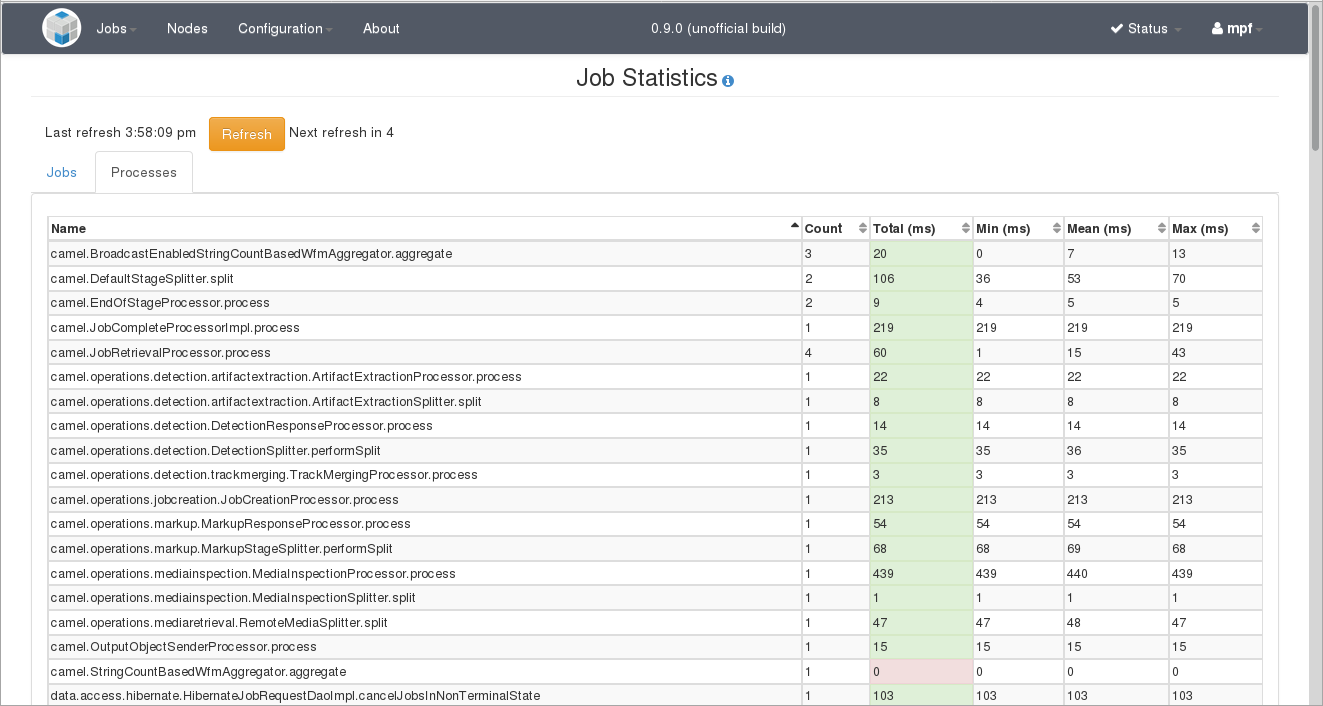 Jobs Nodes Configuration About 0.9.0 (unofficial build) Status mpf
Job Statistics
Last refresh 3:58:09 pm Refresh Next refresh in 4
Jobs Processes
Name Count Total (ms) Min (ms) Mean (ms) Max (ms)
camel.BroadcastEnabledStringCountBasedWfmAggregator.aggregate 3 20 0 7 13
camel.DefaultStageSplitter.split 2 106 36 53 70
camel.EndOfStageProcessor.process 2 9 4 5 5
camel.JobCompleteProcessorImpl.process 1 219 219 219 219
camel.JobRetrievalProcessor.process 4 60 1 15 43
camel.operations.detection.artifactextraction.ArtifactExtractionProcessor.process 1 22 22 22 22
camel.operations.detection.artifactextraction.ArtifactExtractionSplitter.split 1 8 8 8 8
camel.operations.detection.DetectionResponseProcessor.process 1 14 14 14 14
camel.operations.detection.DetectionSplitter.performSplit 1 35 35 36 35
camel.operations.detection.trackmerging.TrackMergingProcessor.process 1 3 3 3 3
camel.operations.jobcreation.JobCreationProcessor.process 1 213 213 213 213
camel.operations.markup.MarkupResponseProcessor.process 1 54 54 54 54
camel.operations.markup.MarkupStageSplitter.performSplit 1 68 68 69 68
camel.operations.mediainspection.MediaInspectionProcessor.process 1 439 439 440 439
camel.operations.mediainspection.MediaInspectionSplitter.split 1 1 1 1 1
camel.operations.mediaretrieval.RemoteMediaSplitter.split 1 47 47 48 47
camel.OutputObjectSenderProcessor.process 1 15 15 15 15
camel.StringCountBasedWfmAggregator.aggregate 1 0 0 0 0
data.access.hibernate.HibernateJobRequestDaoImpl.cancelJobsInNonTerminalState 1 103 103 103 103